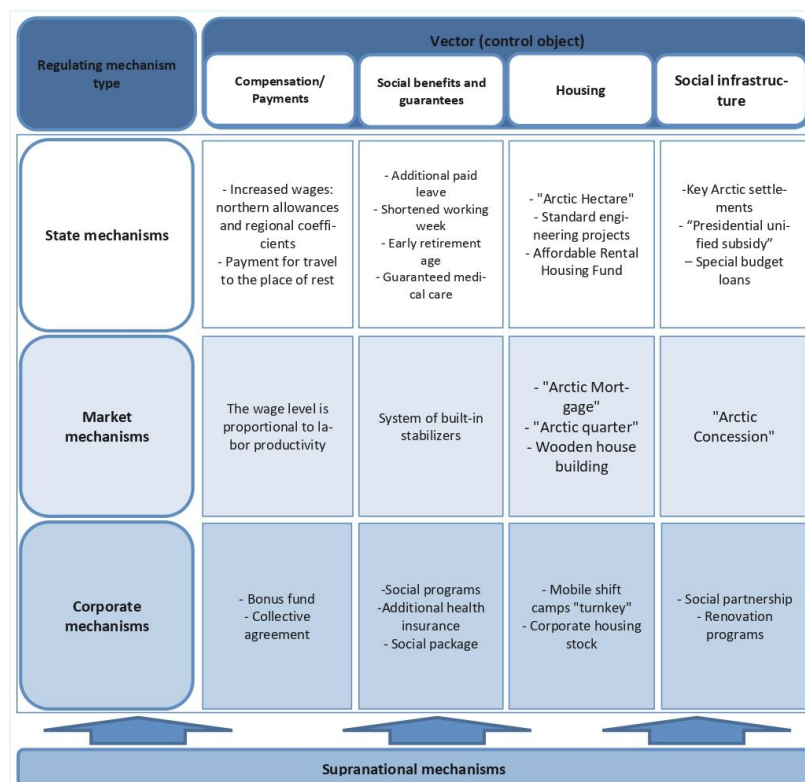 Regulating mechanism
type
Vector (control object)
Compensation/
Payments
Social benefits and
guarantees
Housing
Social infrastruc-
ture
State mechanisms
- Increased wages:
northern allowances
and regional coeffi-
cients
- Payment for travel
to the place of rest
- Additional paid
leave
- Shortened working
week
- Early retirement
age
- Guaranteed medi-
cal care
- "Arctic Hectare"
- Standard engi-
neering projects
- Affordable Rental
Housing Fund
-Key Arctic settle-
ments
- “Presidential uni-
fied subsidy”
– Special budget
loans
Market
mechanisms
The wage level is
proportional to la-
bor productivity
System of built-in
stabilizers
- "Arctic Mort-
gage"
- "Arctic quarter"
- Wooden house
building
"Arctic
Concession"
Corporate
mechanisms
- Bonus fund
- Collective
agreement
-Social programs
-Additional health
insurance
- Social package
- Mobile shift
camps "turnkey"
- Corporate housing
stock
- Social partnership
- Renovation
programs
Supranational mechanisms